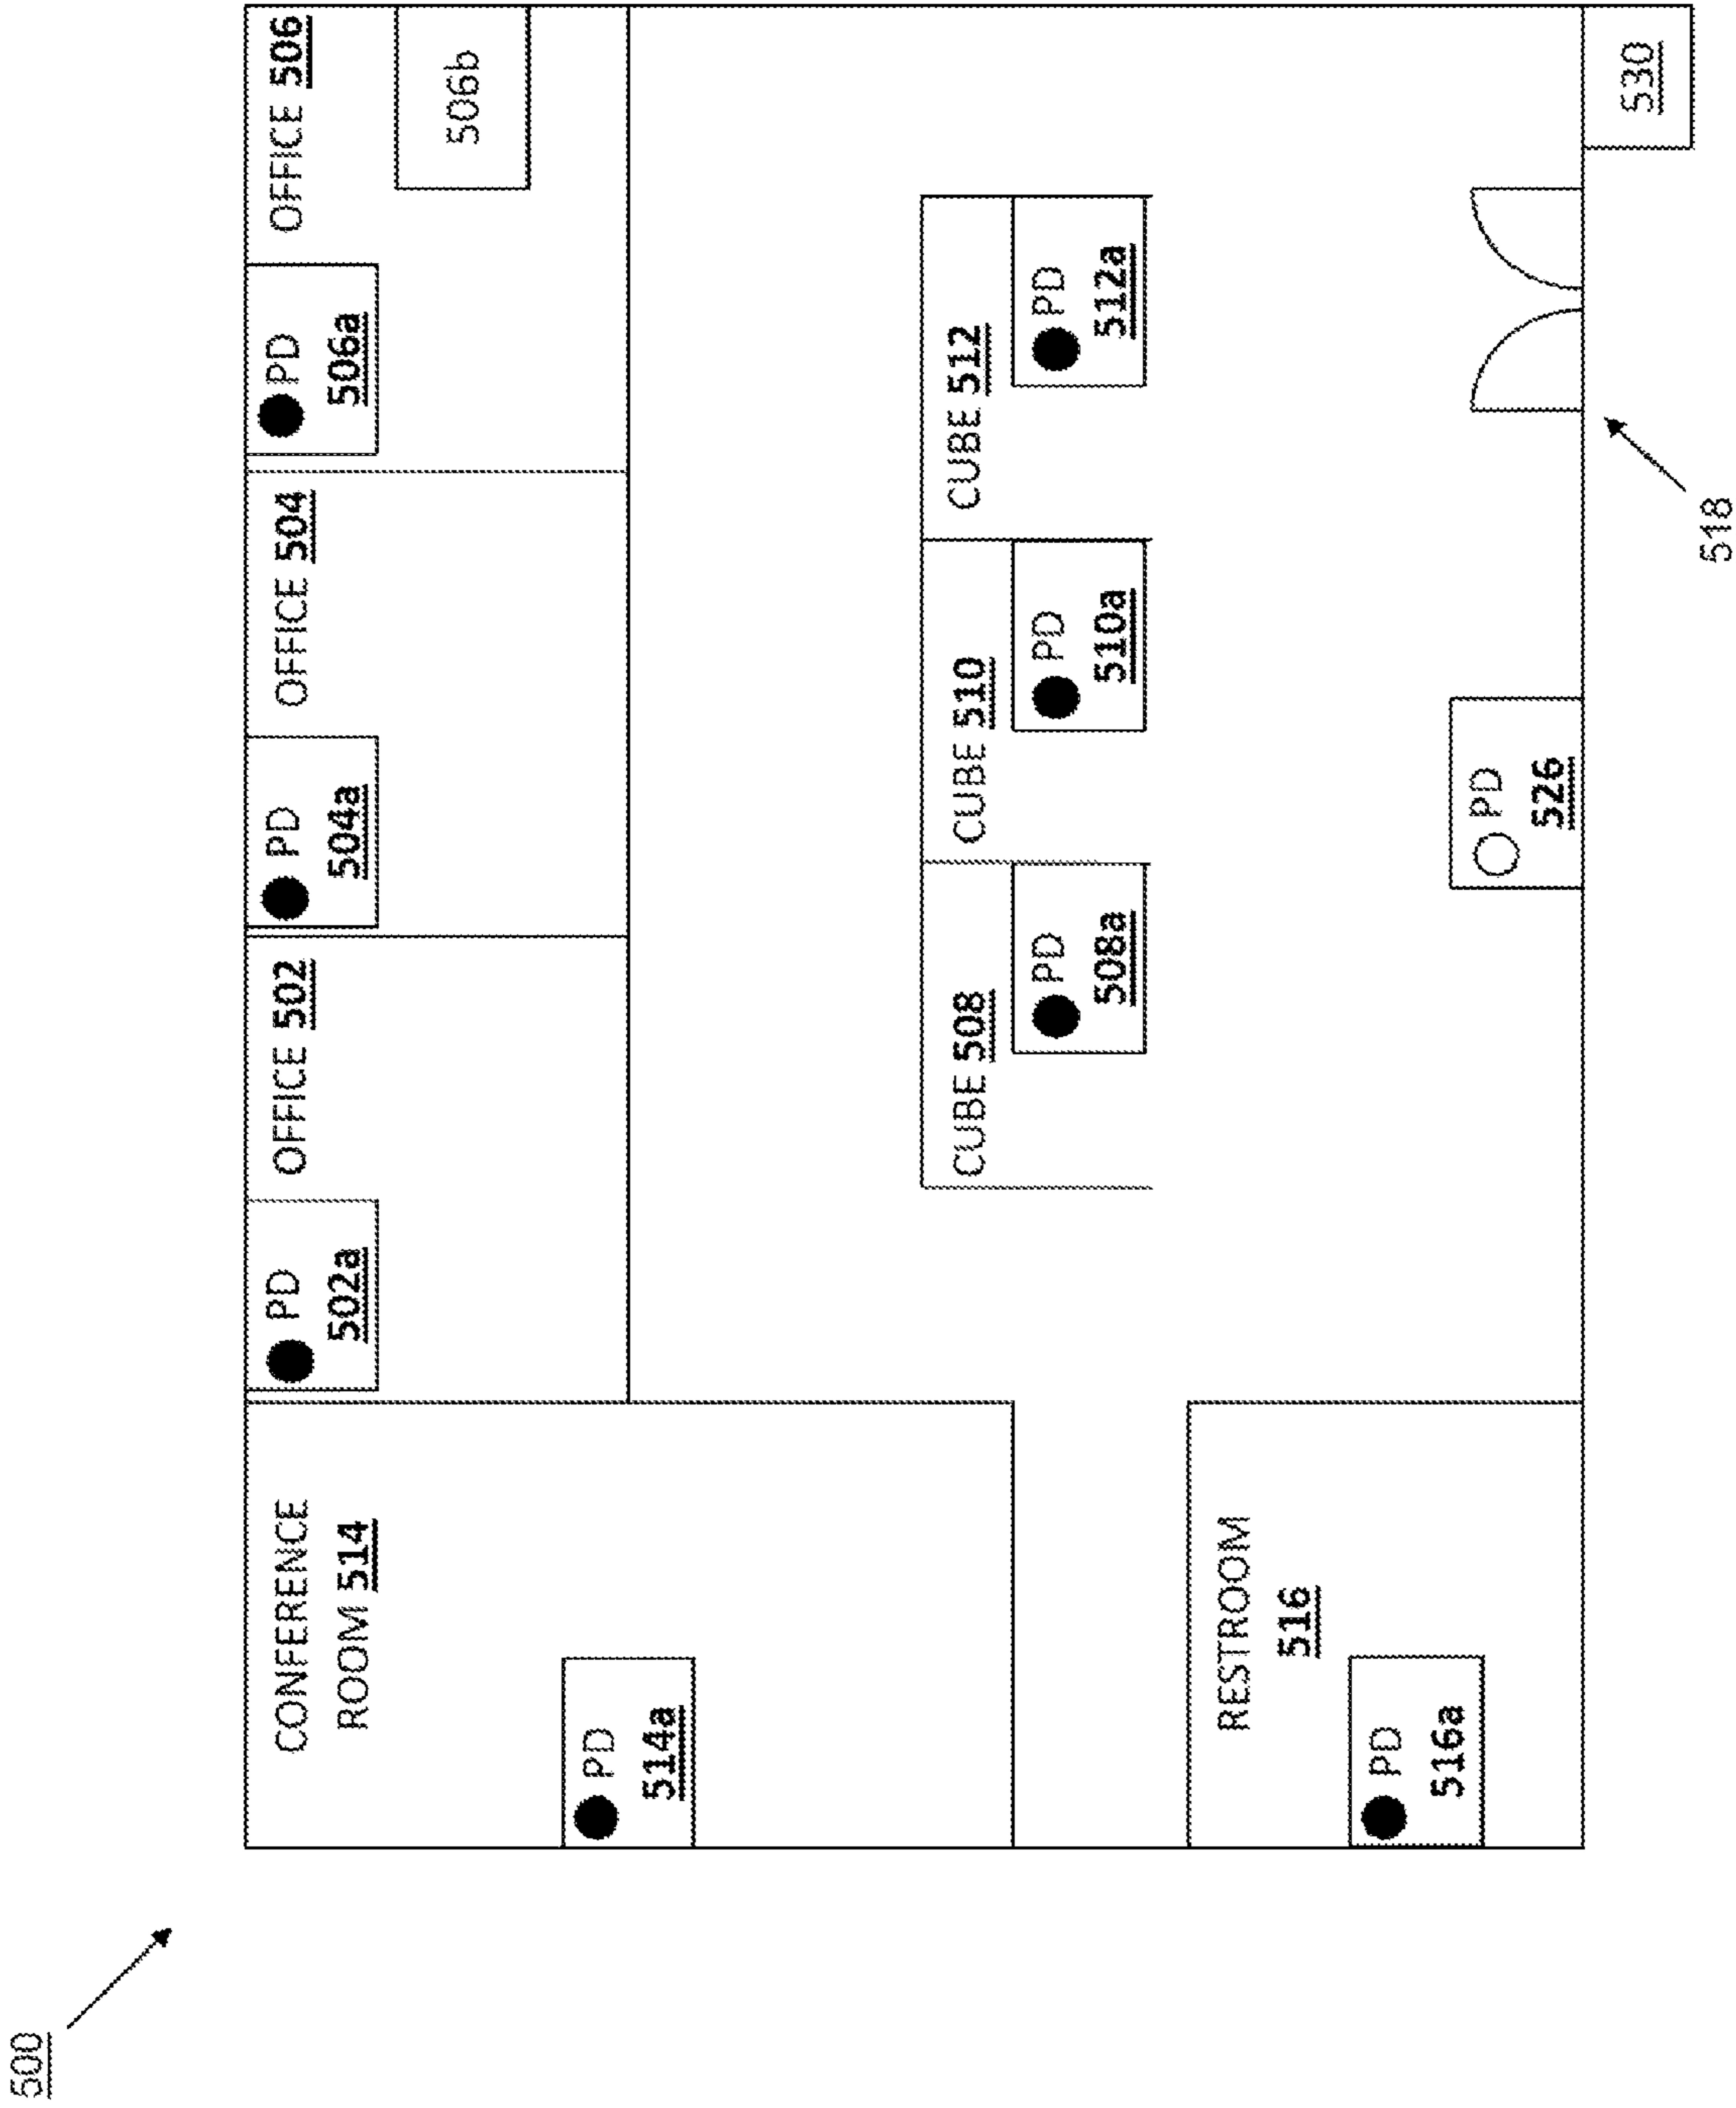 500
CONFERENCE
ROOM 514
PD
514a
RESTROOM
516
PD
516a
OFFICE 502
PD
502a
OFFICE 504
PD
504a
OFFICE 506
PD
506a
506b
CUBE 508
PD
508a
CUBE 510
PD
510a
CUBE 512
PD
512a
PD
526
518
530